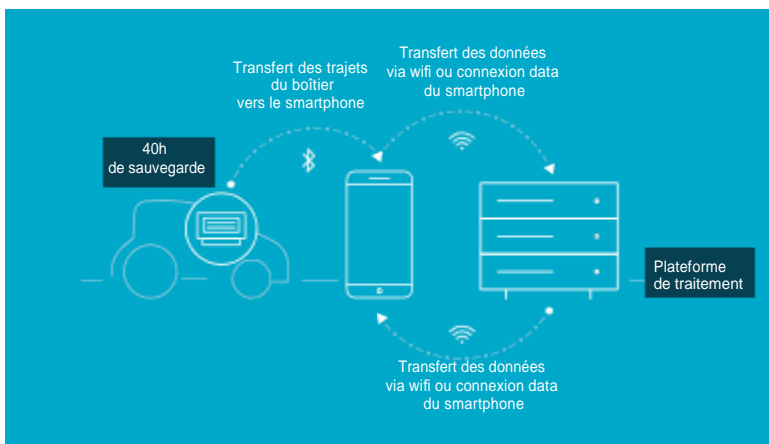 Transfert des trajets
du boîtier
vers le smartphone
Transfert des données
via wifi ou connexion data
du smartphone
40h
de sauvegarde
Plateforme
de traitement
Transfert des données
via wifi ou connexion data
du smartphone